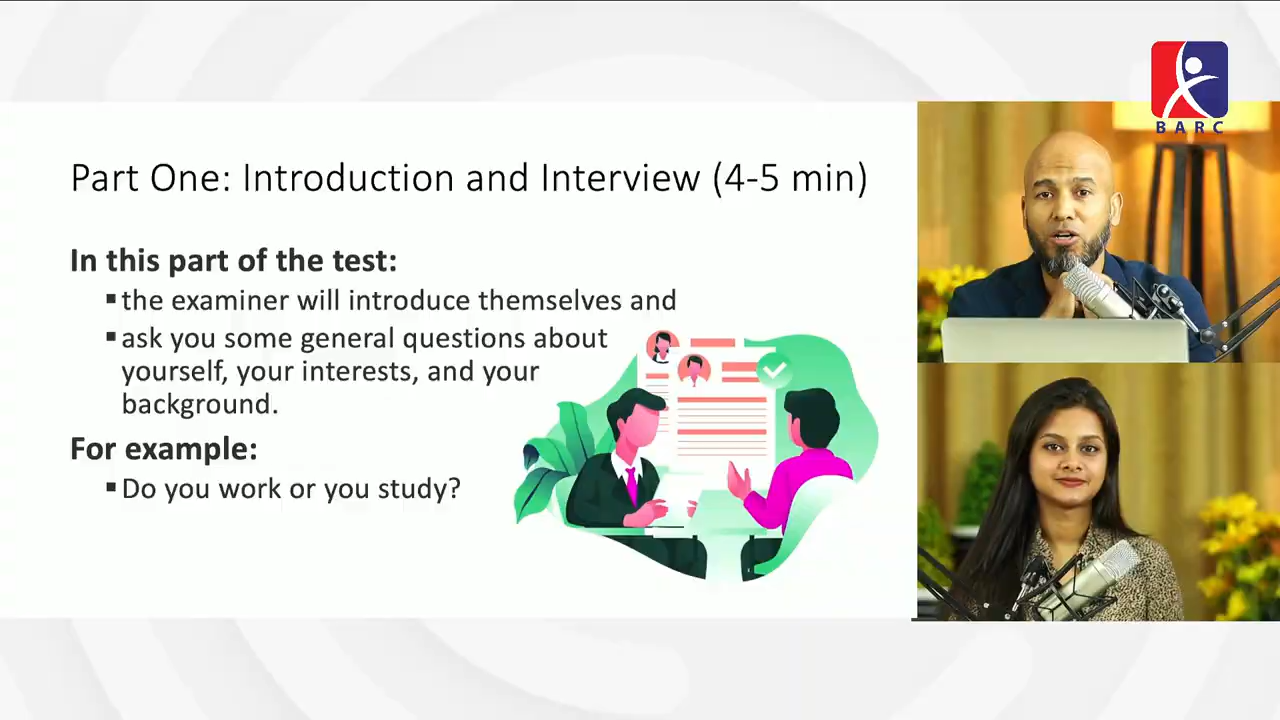 BARC
Part One: Introduction and Interview (4-5 min)
In this part of the test:
▪the examiner will introduce themselves and
▪ask you some general questions about
yourself, your interests, and your
background.
For example:
▪Do you work or you study?